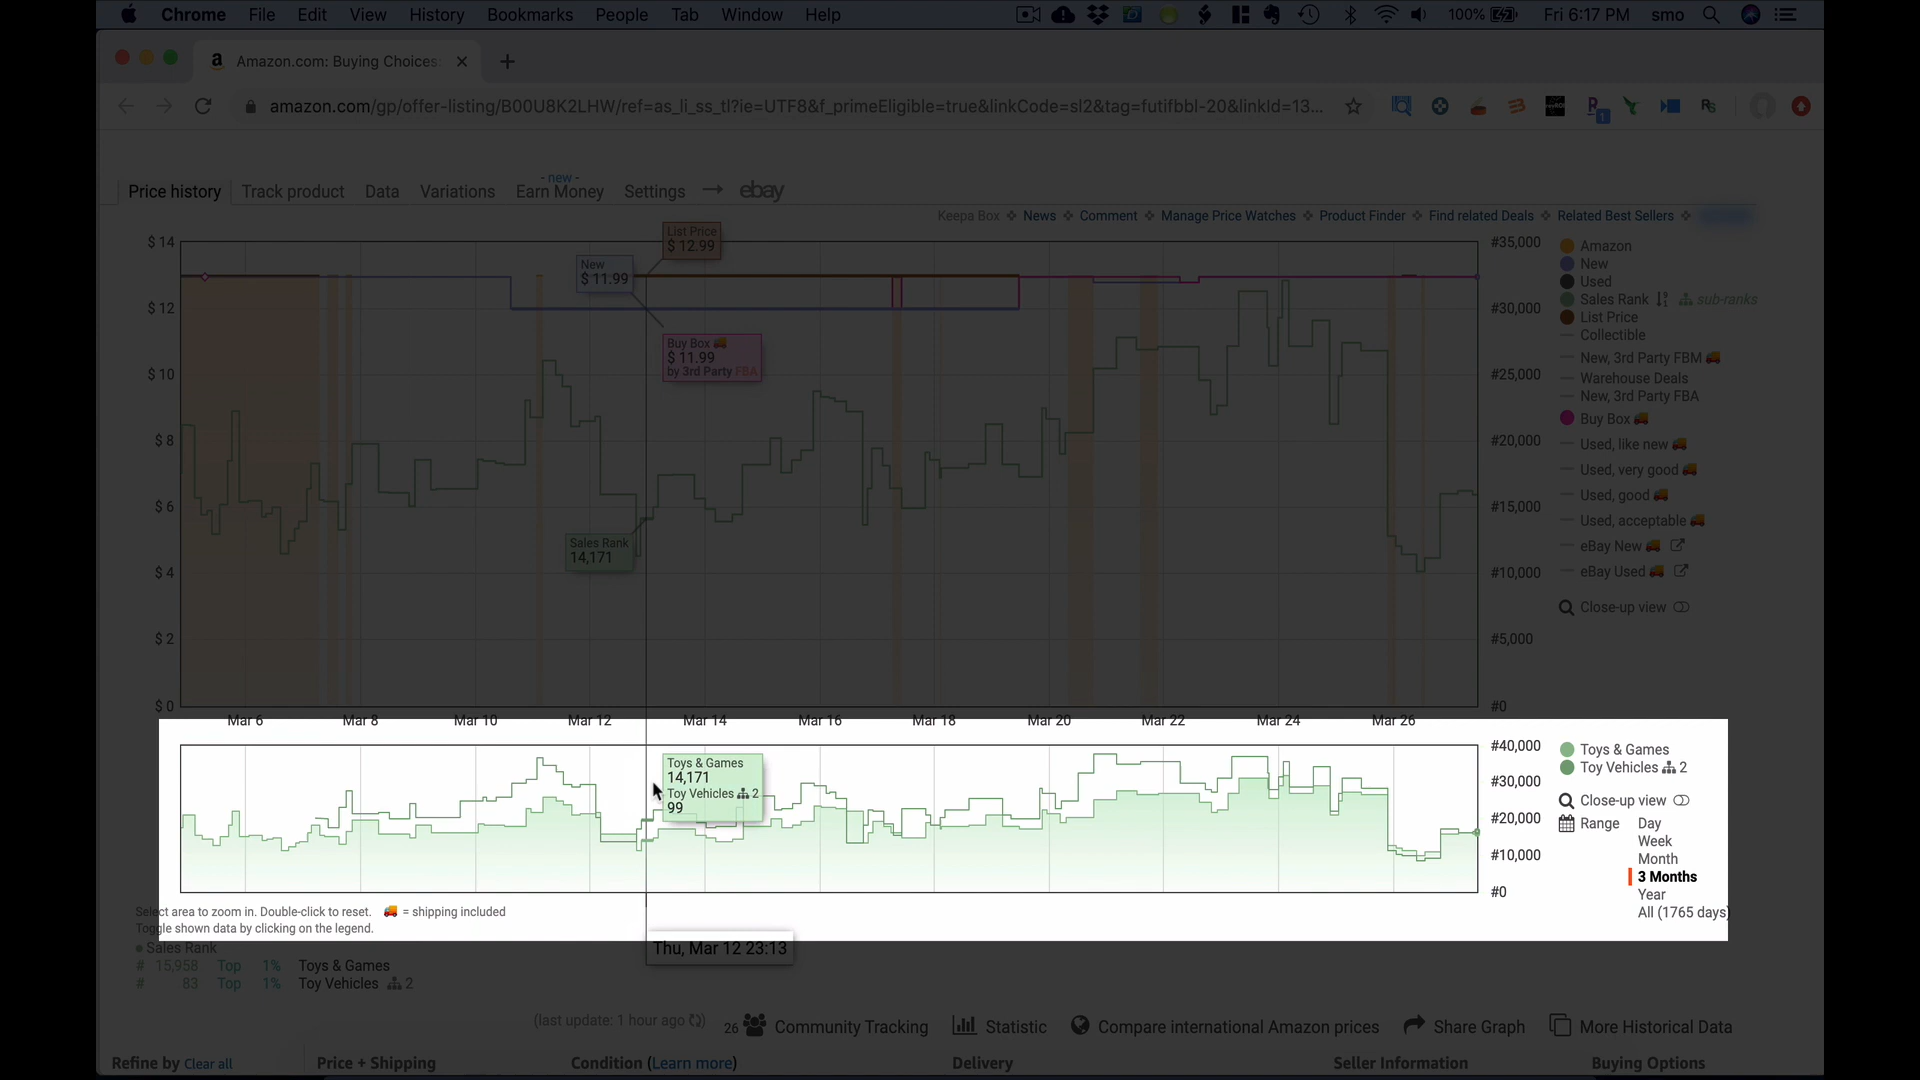 Chrome File Edit View History Bookmarks People Tab Window Help 100% Fri 6:17 PM smo
a Amazon.com: Buying Choices:
amazon.com/gp/offer-listing/B00U8K2LHW/ref=as_li_ss_tl?ie=UTF8&f_primeEligible=true&linkCode=sl2&tag=futifbbl-20&linkId=13...
- new -
Price history Track product Data Variations Earn Money Settings → ebay
Keepa Box News Comment Manage Price Watches Product Finder Find related Deals Related Best Sellers
List Price
$ 12.99
New
$ 11.99
Buy Box
$ 11.99
by 3rd Party FBA
Sales Rank
14,171
$ 14
$ 12
$ 10
$ 8
$ 6
$ 4
$ 2
$ 0
#35,000
#30,000
#25,000
#20,000
#15,000
#10,000
#5,000
#0
Amazon
New
Used
Sales Rank sub-ranks
List Price
Collectible
New, 3rd Party FBM
Warehouse Deals
New, 3rd Party FBA
Buy Box
Used, like new
Used, very good
Used, good
Used, acceptable
eBay New
eBay Used
Close-up view
Mar 6 Mar 8 Mar 10 Mar 12 Mar 14 Mar 16 Mar 18 Mar 20 Mar 22 Mar 24 Mar 26
Toys & Games
14,171
Toy Vehicles 2
99
#40,000
#30,000
#20,000
#10,000
#0
Toys & Games
Toy Vehicles 2
Close-up view
Range Day
Week
Month
3 Months
Year
All (1765 days)
Select area to zoom in. Double-click to reset. = shipping included
Toggle shown data by clicking on the legend.
Thu, Mar 12 23:13
Sales Rank
# 15,958 Top 1% Toys & Games
# 83 Top 1% Toy Vehicles 2
(last update: 1 hour ago) 26 Community Tracking Statistic Compare international Amazon prices Share Graph More Historical Data
Refine by Clear all Price + Shipping Condition (Learn more) Delivery Seller Information Buying Options